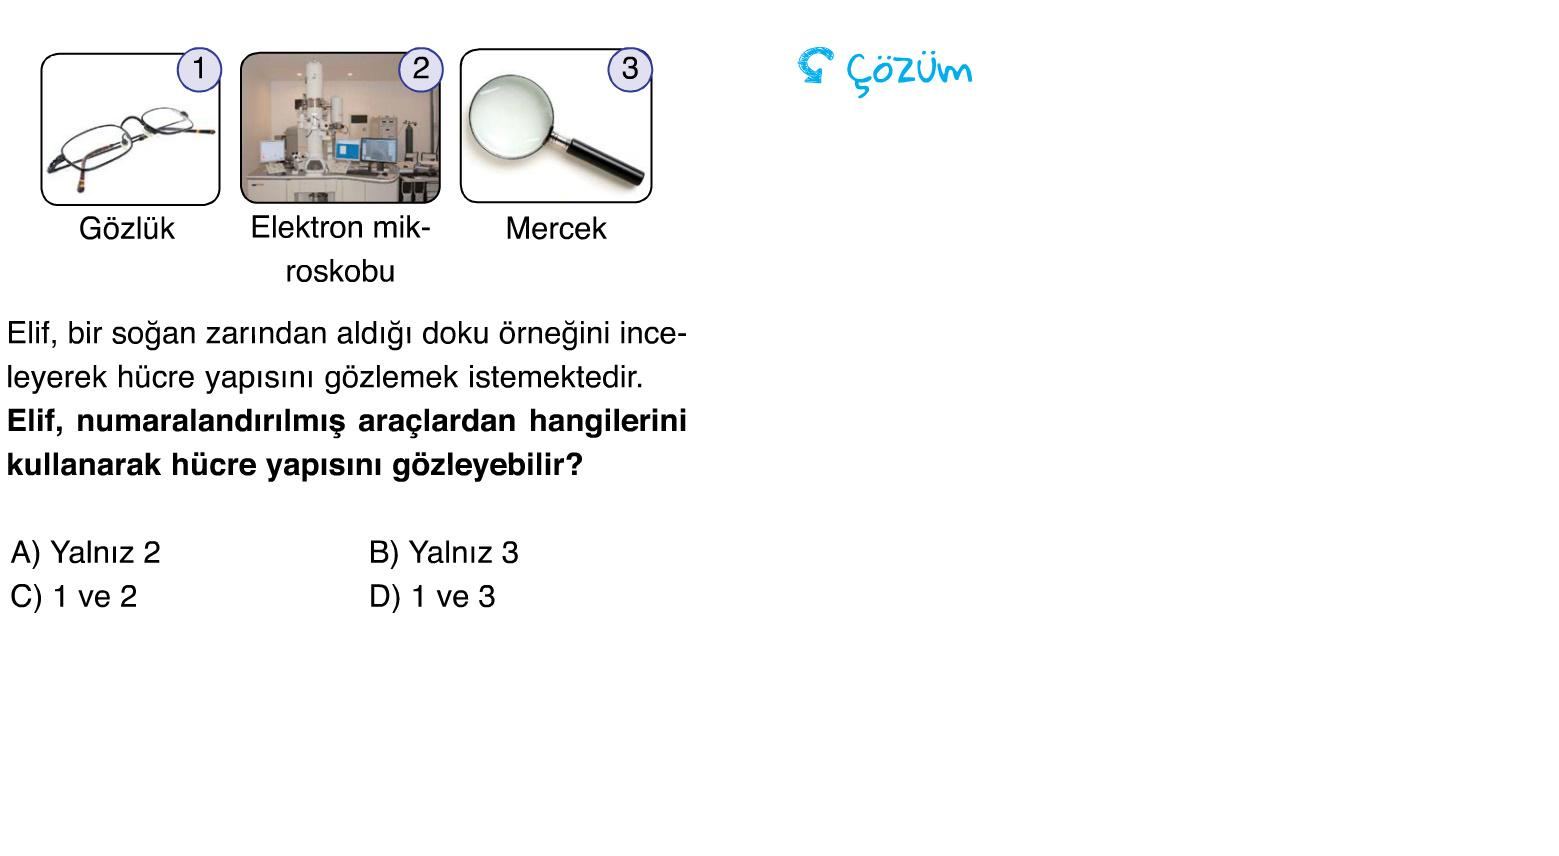 1
2
3
Gözlük
Elektron mik-
roskobu
Mercek
Elif, bir soğan zarından aldığı doku örneğini ince-
leyerek hücre yapısını gözlemek istemektedir.
Elif, numaralandırılmış araçlardan hangilerini
kullanarak hücre yapısını gözleyebilir?
A) Yalnız 2
B) Yalnız 3
C) 1 ve 2
D) 1 ve 3
Çözüm